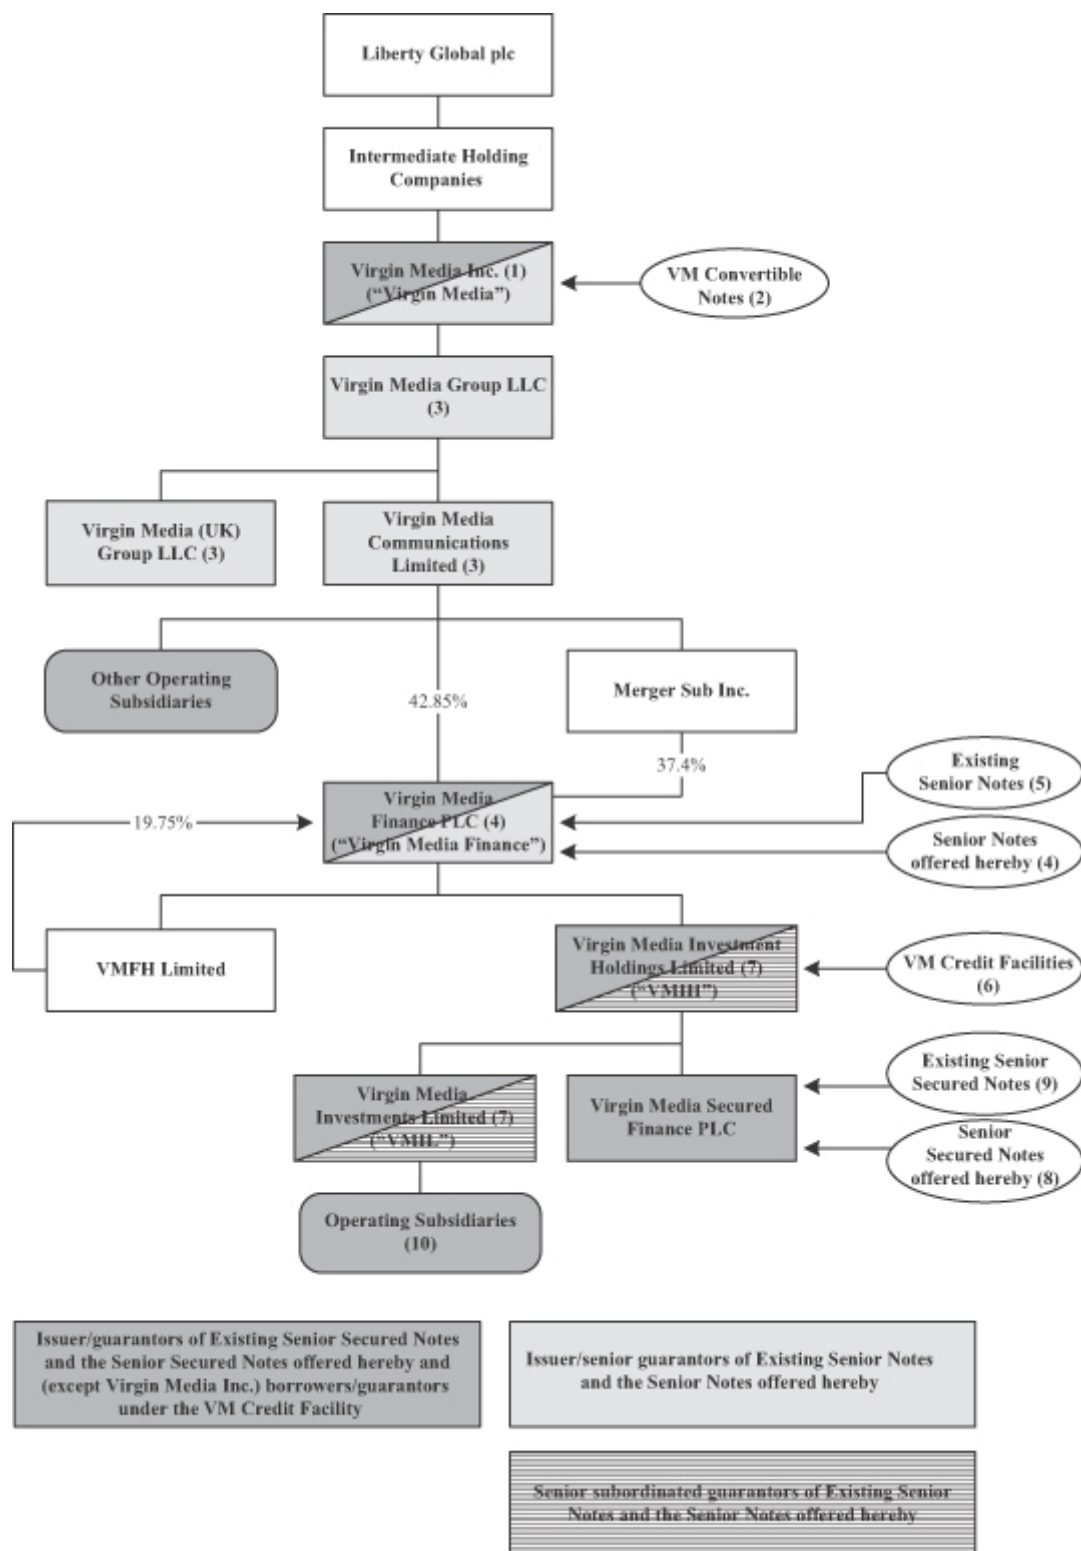 Liberty Global plc
Intermediate Holding
Companies
Virgin Media Inc. (1)
(“Virgin Media”)
VM Convertible
Notes (2)
Virgin Media Group LLC
(3)
Virgin Media (UK)
Group LLC (3)
Virgin Media
Communications
Limited (3)
Other Operating
Subsidiaries
42.85%
Merger Sub Inc.
37.4%
Existing
Senior Notes (5)
19.75%
Virgin Media
Finance PLC (4)
(“Virgin Media Finance”)
Senior Notes
offered hereby (4)
VMFH Limited
Virgin Media Investment
Holdings Limited (7)
(“VMIH”)
VM Credit Facilities
(6)
Existing Senior
Secured Notes (9)
Virgin Media
Investments Limited (7)
(“VMIL”)
Virgin Media Secured
Finance PLC
Senior
Secured Notes
offered hereby (8)
Operating Subsidiaries
(10)
Issuer/guarantors of Existing Senior Secured Notes
and the Senior Secured Notes offered hereby and
(except Virgin Media Inc.) borrowers/guarantors
under the VM Credit Facility
Issuer/senior guarantors of Existing Senior Notes
and the Senior Notes offered hereby
Senior subordinated guarantors of Existing Senior
Notes and the Senior Notes offered hereby